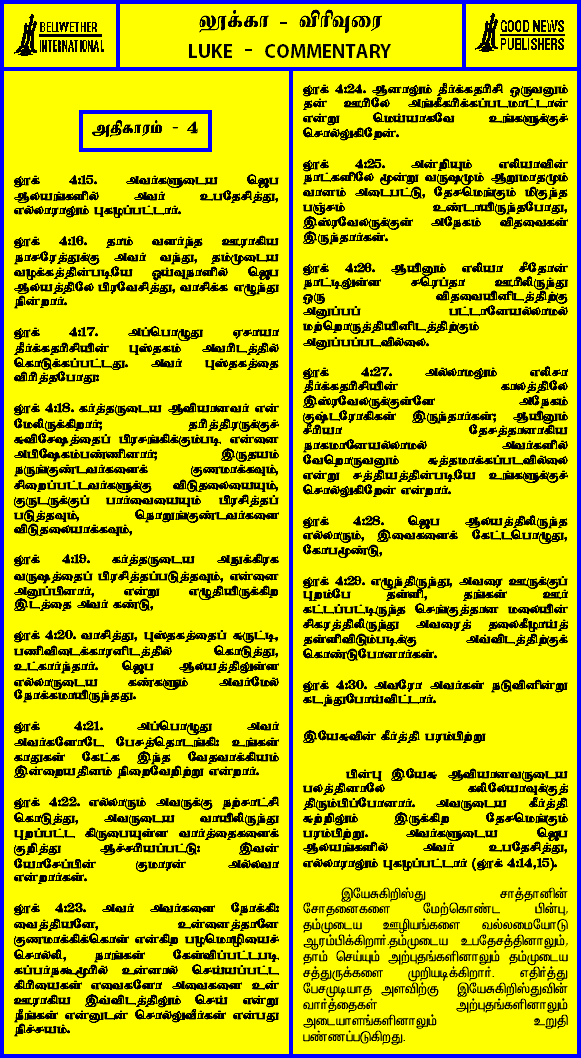 BELLWETHER
INTERNATIONAL
லூக்கா - விரிவுரை
LUKE - COMMENTARY
GOOD NEWS
PUBLISHERS
அதிகாரம் - 4
லூக் 4:15. அவர்களுடைய ஜெப
ஆலயங்களில் அவர் உபதேசித்து,
எல்லாராலும் புகழப்பட்டார்.
லூக் 4:16. தாம் வளர்ந்த ஊராகிய
நாசரேத்துக்கு அவர் வந்து, தம்முடைய
வழக்கத்தின்படியே ஓய்வுநாளில் ஜெப
ஆலயத்திலே பிரவேசித்து, வாசிக்க எழுந்து
நின்றார்.
லூக் 4:17. அப்பொழுது ஏசாயா
தீர்க்கதரிசியின் புஸ்தகம் அவரிடத்தில்
கொடுக்கப்பட்டது. அவர் புஸ்தகத்தை
விரித்தபோது:
லூக் 4:18. கர்த்தருடைய ஆவியானவர் என்
மேலிருக்கிறார்; தரித்திரருக்குச்
சுவிசேஷத்தைப் பிரசங்கிக்கும்படி என்னை
அபிஷேகம்பண்ணினார்; இருதயம்
நருங்குண்டவர்களைக் குணமாக்கவும்,
சிறைப்பட்டவர்களுக்கு விடுதலையையும்,
குருடருக்குப் பார்வையையும் பிரசித்தப்
படுத்தவும், நொறுங்குண்டவர்களை
விடுதலையாக்கவும்,
லூக் 4:19. கர்த்தருடைய அநுக்கிரக
வருஷத்தைப் பிரசித்தப்படுத்தவும், என்னை
அனுப்பினார், என்று எழுதியிருக்கிற
இடத்தை அவர் கண்டு,
லூக் 4:20. வாசித்து, புஸ்தகத்தைச் சுருட்டி,
பணிவிடைக்காரனிடத்தில் கொடுத்து,
உட்கார்ந்தார். ஜெப ஆலயத்திலுள்ள
எல்லாருடைய கண்களும் அவர்மேல்
நோக்கமாயிருந்தது.
லூக் 4:21. அப்பொழுது அவர்
அவர்களோடே பேசத்தொடங்கி: உங்கள்
காதுகள் கேட்க இந்த வேதவாக்கியம்
இன்றையதினம் நிறைவேறிற்று என்றார்.
லூக் 4:22. எல்லாரும் அவருக்கு நற்சாட்சி
கொடுத்து, அவருடைய வாயிலிருந்து
புறப்பட்ட கிருபையுள்ள வார்த்தைகளைக்
குறித்து ஆச்சரியப்பட்டு: இவன்
யோசேப்பின் குமாரன் அல்லவா
என்றார்கள்.
லூக் 4:23. அவர் அவர்களை நோக்கி:
வைத்தியனே, உன்னைத்தானே
குணமாக்கிக்கொள் என்கிற பழமொழியைச்
சொல்லி, நாங்கள் கேள்விப்பட்டபடி
கப்பர்நகூமூரில் உன்னால் செய்யப்பட்ட
கிரியைகள் எவைகளோ அவைகளை உன்
ஊராகிய இவ்விடத்திலும் செய் என்று
நீங்கள் என்னுடன் சொல்லுவீர்கள் என்பது
நிச்சயம்.
லூக் 4:24. ஆனாலும் தீர்க்கதரிசி ஒருவனும்
தன் ஊரிலே அங்கீகரிக்கப்படமாட்டான்
என்று மெய்யாகவே உங்களுக்குச்
சொல்லுகிறேன்.
லூக் 4:25. அன்றியும் எலியாவின்
நாட்களிலே மூன்று வருஷமும் ஆறுமாதமும்
வானம் அடைபட்டு, தேசமெங்கும் மிகுந்த
பஞ்சம் உண்டாயிருந்தபோது,
இஸ்ரவேலருக்குள் அநேகம் விதவைகள்
இருந்தார்கள்.
லூக் 4:26. ஆயினும் எலியா சீதோன்
நாட்டிலுள்ள சரெப்தா ஊரிலிருந்து
ஒரு விதவையினிடத்திற்கு
அனுப்பப் பட்டானேயல்லாமல்
மற்றொருத்தியினிடத்திற்கும்
அனுப்பப்படவில்லை.
லூக் 4:27. அல்லாமலும் எலிசா
தீர்க்கதரிசியின் காலத்திலே
இஸ்ரவேலருக்குள்ளே அநேகம்
குஷ்டரோகிகள் இருந்தார்கள்; ஆயினும்
சீரியா தேசத்தானாகிய
நாகமானேயல்லாமல் அவர்களில்
வேறொருவனும் சுத்தமாக்கப்படவில்லை
என்று சத்தியத்தின்படியே உங்களுக்குச்
சொல்லுகிறேன் என்றார்.
லூக் 4:28. ஜெப ஆலயத்திலிருந்த
எல்லாரும், இவைகளைக் கேட்டபொழுது,
கோபமூண்டு,
லூக் 4:29. எழுந்திருந்து, அவரை ஊருக்குப்
புறம்பே தள்ளி, தங்கள் ஊர்
கட்டப்பட்டிருந்த செங்குத்தான மலையின்
சிகரத்திலிருந்து அவரைத் தலைகீழாய்த்
தள்ளிவிடும்படிக்கு அவ்விடத்திற்குக்
கொண்டுபோனார்கள்.
லூக் 4:30. அவரோ அவர்கள் நடுவினின்று
கடந்துபோய்விட்டார்.
இயேசுவின் கீர்த்தி பரம்பிற்று
பின்பு இயேசு ஆவியானவருடைய
பலத்தினாலே கலிலேயாவுக்குத்
திரும்பிப்போனார். அவருடைய கீர்த்தி
சுற்றிலும் இருக்கிற தேசமெங்கும்
பரம்பிற்று. அவர்களுடைய ஜெப
ஆலயங்களில் அவர் உபதேசித்து,
எல்லாராலும் புகழப்பட்டார் (லூக் 4:14,15).
இயேசுகிறிஸ்து சாத்தானின்
சோதனைகளை மேற்கொண்ட பின்பு,
தம்முடைய ஊழியங்களை வல்லமையோடு
ஆரம்பிக்கிறார்.தம்முடைய உபதேசத்தினாலும்,
தாம் செய்யும் அற்புதங்களினாலும் தம்முடைய
சத்துருக்களை முறியடிக்கிறார். எதிர்த்து
பேசமுடியாத அளவிற்கு இயேசுகிறிஸ்துவின்
வார்த்தைகள் அற்புதங்களினாலும்
அடையாளங்களினாலும் உறுதி
பண்ணப்படுகிறது.